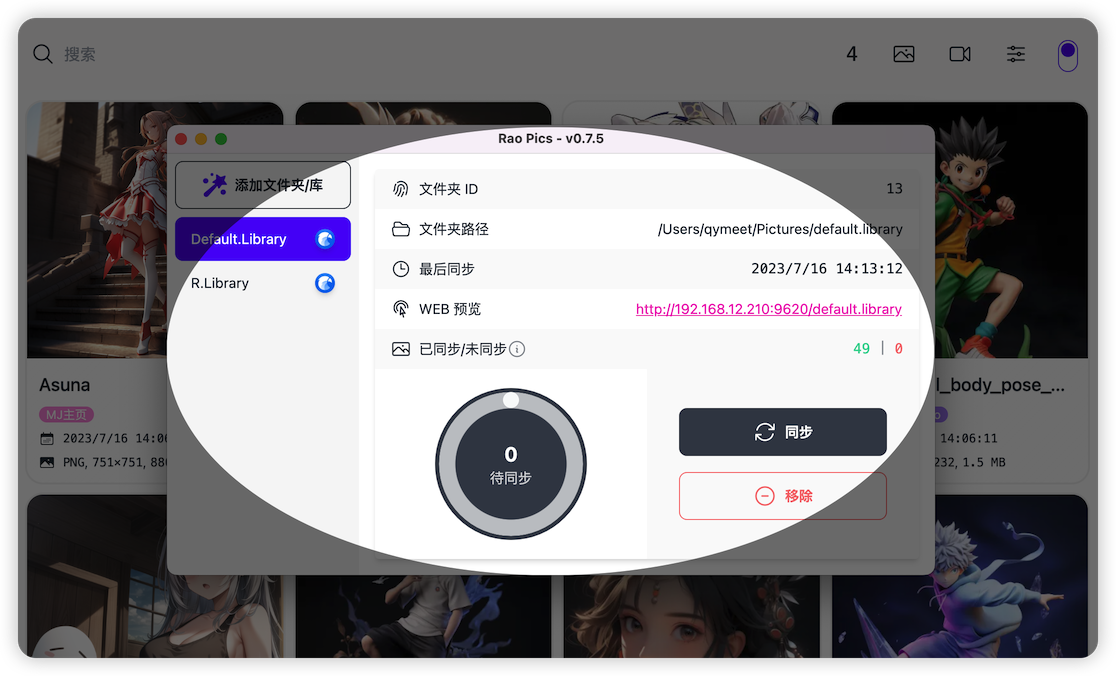 搜索
4
Rao Pics - v0.7.5
添加文件夹/库
Default.Library
R.Library
文件夹 ID 13
文件夹路径 /Users/qymeet/Pictures/default.library
最后同步 2023/7/16 14:13:12
WEB 预览 http://192.168.12.210:9620/default.library
已同步/未同步 49 | 0
0
待同步
同步
移除
Asuna
MJ主页
2023/7/16 14:06
PNG, 751×751,
l_body_pose_...
14:06:11
232, 1.5 MB